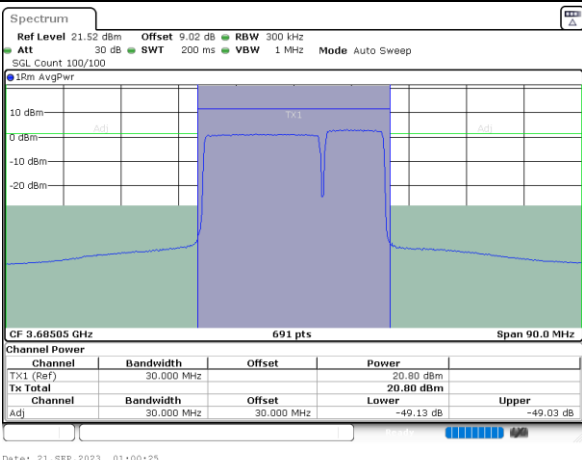 Spectrum
Ref Level 21.52 dBm Offset 9.02 dB RBW 300 kHz
Att 30 dB SWT 200 ms VBW 1 MHz Mode Auto Sweep
SGL Count 100/100
1Rm AvgPwr
10 dBm
TX1
Adj Adj
0 dBm
-10 dBm
-20 dBm
CF 3.68505 GHz 691 pts Span 90.0 MHz
Channel Power
Channel Bandwidth Offset Power
TX1 (Ref) 30.000 MHz 20.80 dBm
Tx Total 20.80 dBm
Channel Bandwidth Offset Lower Upper
Adj 30.000 MHz 30.000 MHz -49.13 dB -49.03 dB
Ready
Date: 21.SEP.2023 01:00:25